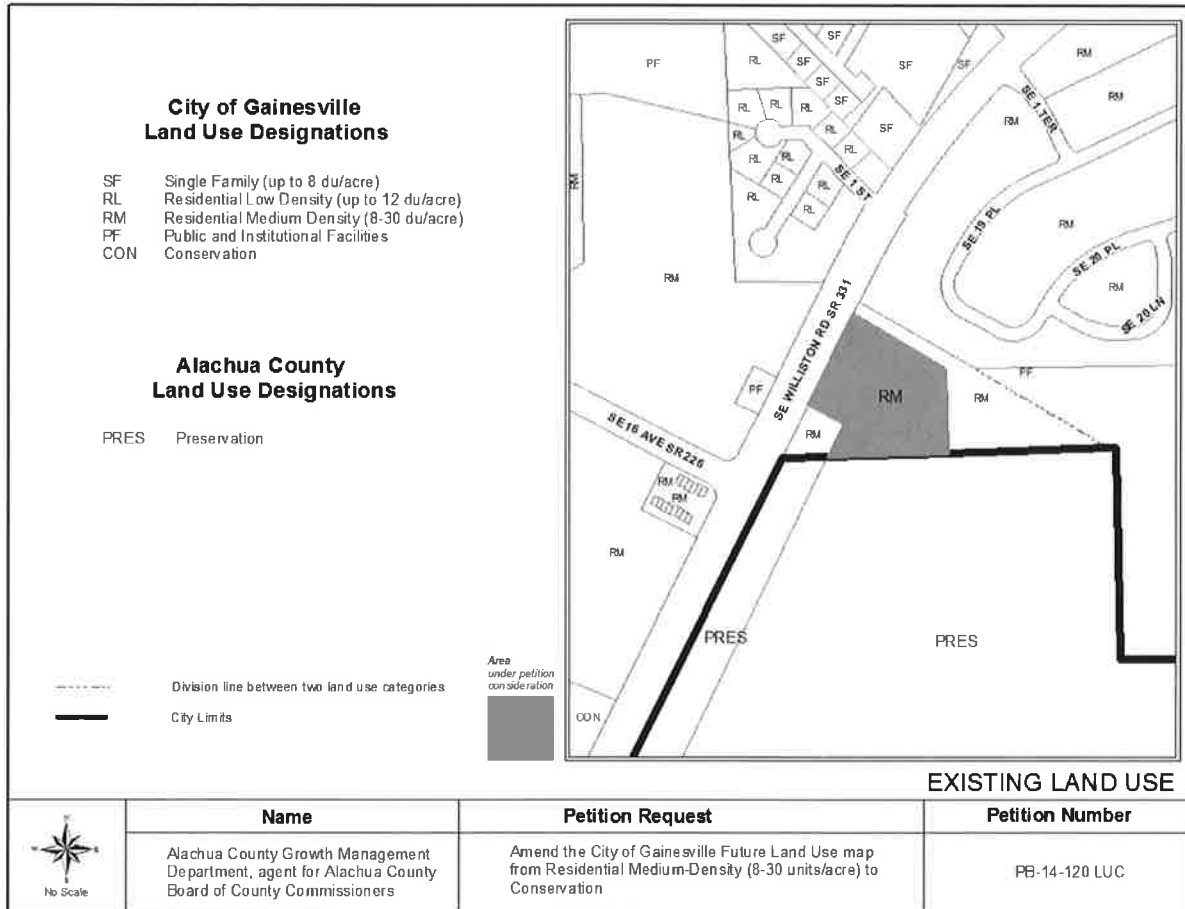 City of Gainesville
Land Use Designations
SF Single Family (up to 8 du/acre)
RL Residential Low Density (up to 12 du/acre)
RM Residential Medium Density (8-30 du/acre)
PF Public and Institutional Facilities
CON Conservation
Alachua County
Land Use Designations
PRES Preservation
Division line between two land use categories
City Limits
Area
under petition
consideration
PF
RL
SF
SF
SF
SF
SF
SF
SF
SF
RM
RM
SE 1 TER
RM
RL
RL
RL
RL
RL
RL
RL
RL
RL
RL
RL
RL
RL
SE 1 ST
RM
RM
SE 19 PL
RM
SE 20 PL
RM
SE 20 LN
SE WILLISTON RD SR 331
PF
PF
RM
RM
RM
SE 16 AVE SR 226
RM
RM
RM
PRES
PRES
CON
EXISTING LAND USE
N
W
E
S
No Scale
Name
Petition Request
Petition Number
Alachua County Growth Management
Department, agent for Alachua County
Board of County Commissioners
Amend the City of Gainesville Future Land Use map
from Residential Medium-Density (8-30 units/acre) to
Conservation
PB-14-120 LUC